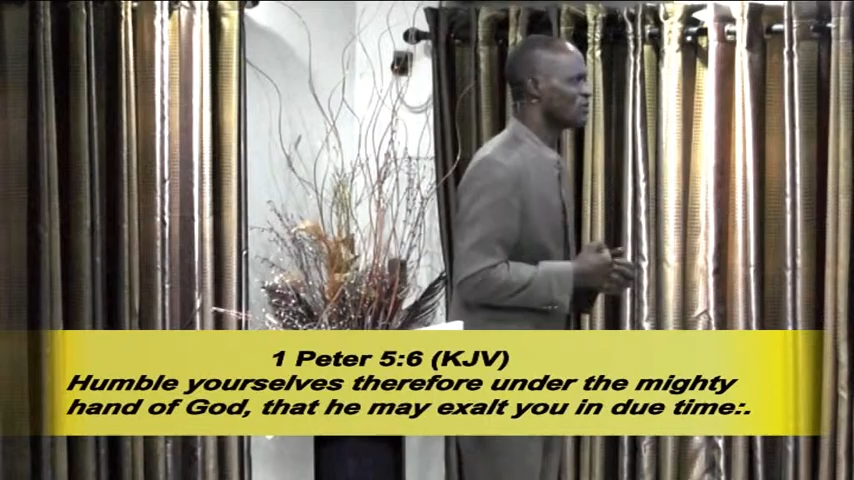 1 Peter 5:6 (KJV)
Humble yourselves therefore under the mighty
hand of God, that he may exalt you in due time:.